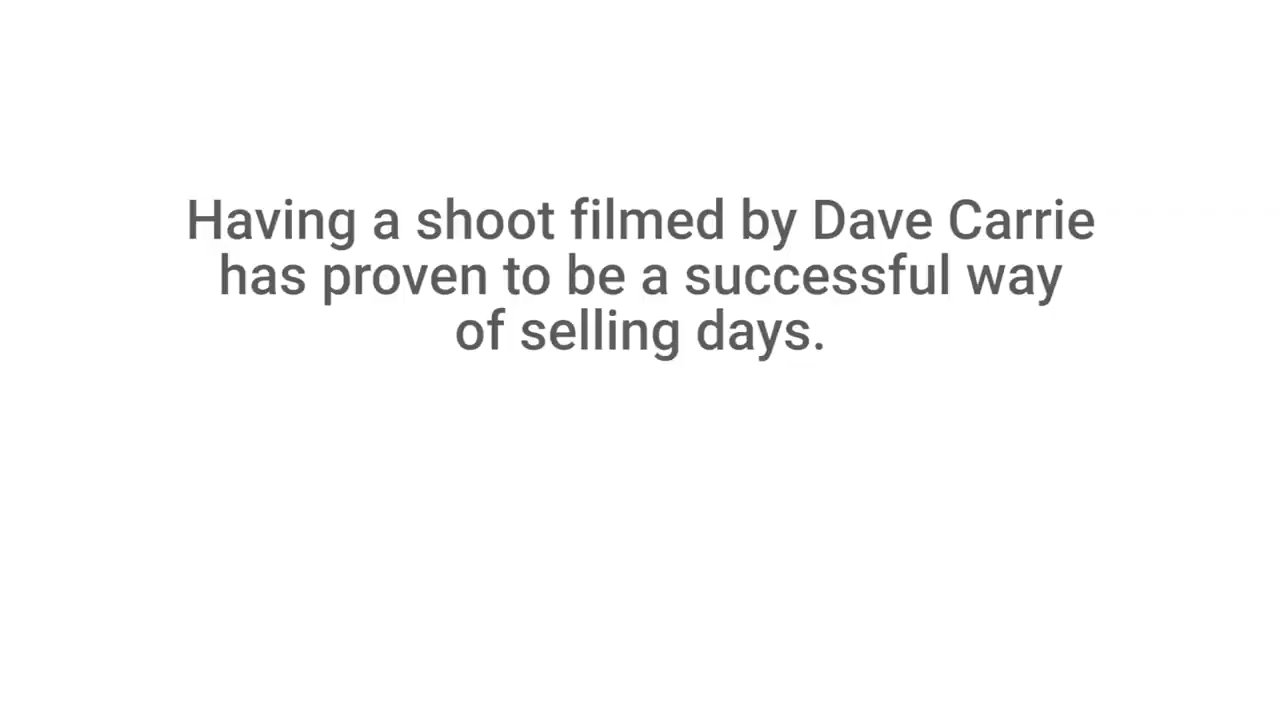 Having a shoot filmed by Dave Carrie
has proven to be a successful way
of selling days.